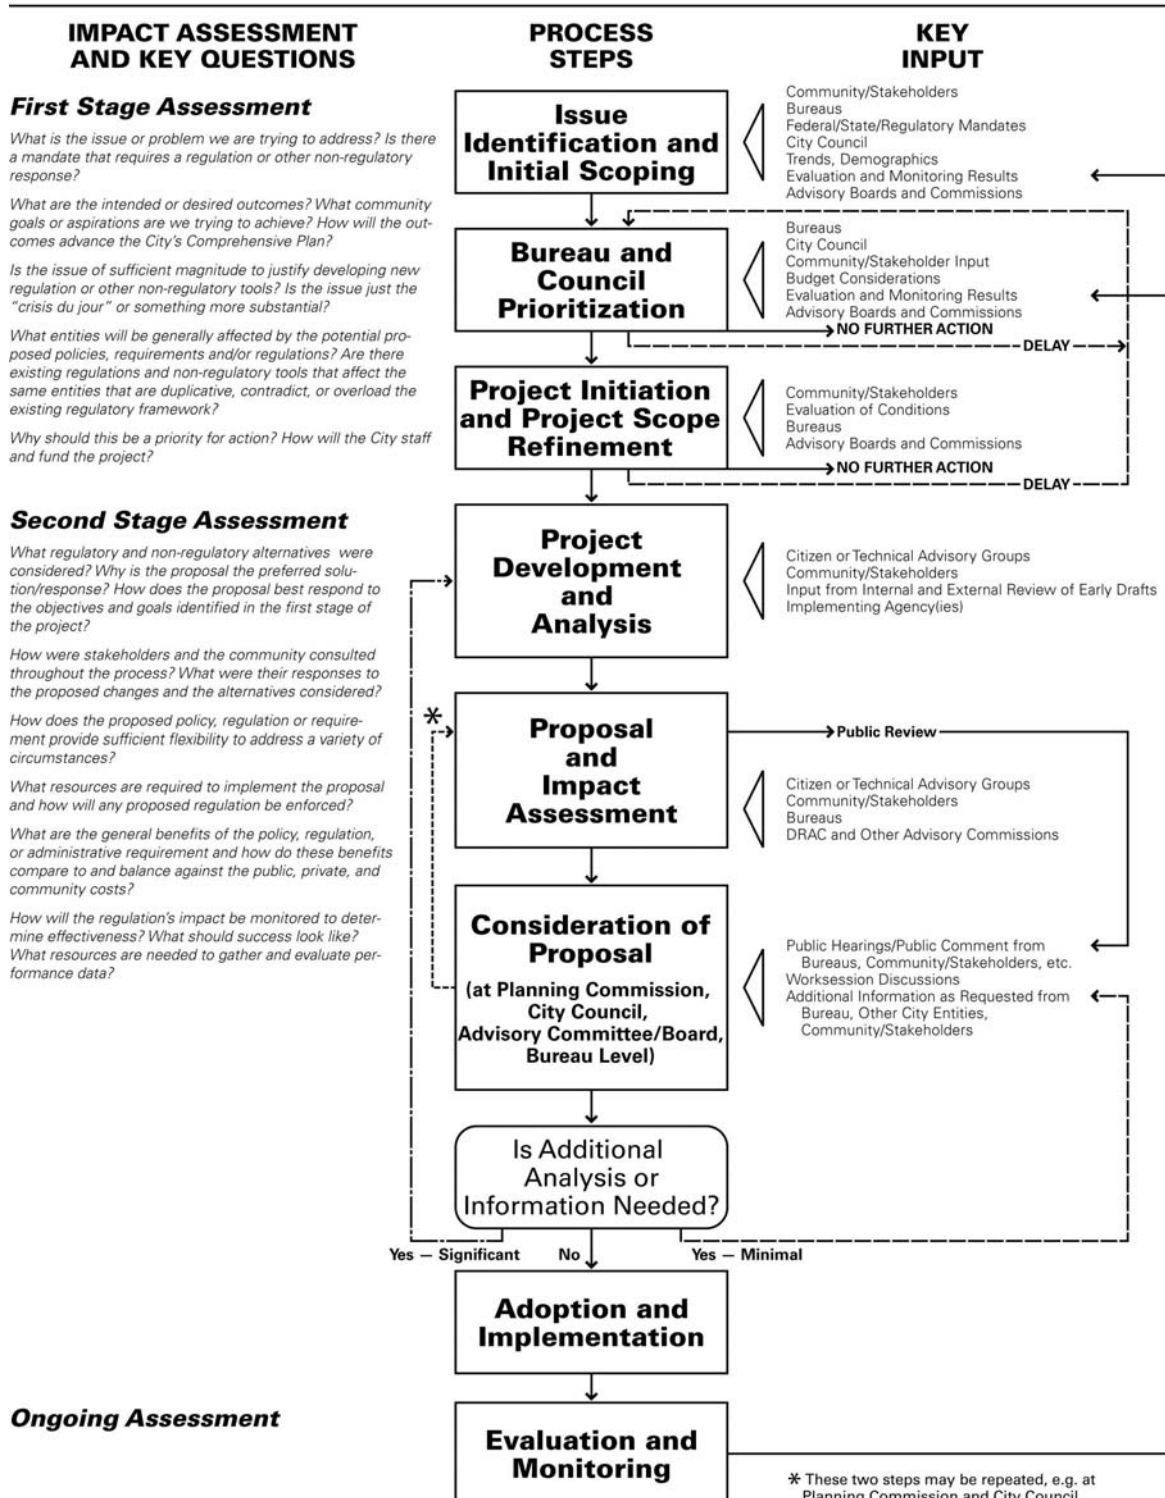 IMPACT ASSESSMENT
AND KEY QUESTIONS
PROCESS
STEPS
KEY
INPUT
First Stage Assessment
What is the issue or problem we are trying to address? Is there
a mandate that requires a regulation or other non-regulatory
response?
What are the intended or desired outcomes? What community
goals or aspirations are we trying to achieve? How will the out-
comes advance the City's Comprehensive Plan?
Is the issue of sufficient magnitude to justify developing new
regulation or other non-regulatory tools? Is the issue just the
"crisis du jour" or something more substantial?
What entities will be generally affected by the potential pro-
posed policies, requirements and/or regulations? Are there
existing regulations and non-regulatory tools that affect the
same entities that are duplicative, contradict, or overload the
existing regulatory framework?
Why should this be a priority for action? How will the City staff
and fund the project?
Issue
Identification and
Initial Scoping
Community/Stakeholders
Bureaus
Federal/State/Regulatory Mandates
City Council
Trends, Demographics
Evaluation and Monitoring Results
Advisory Boards and Commissions
Bureau and
Council
Prioritization
Bureaus
City Council
Community/Stakeholder Input
Budget Considerations
Evaluation and Monitoring Results
Advisory Boards and Commissions
NO FURTHER ACTION
DELAY
Project Initiation
and Project Scope
Refinement
Community/Stakeholders
Evaluation of Conditions
Bureaus
Advisory Boards and Commissions
NO FURTHER ACTION
DELAY
Second Stage Assessment
What regulatory and non-regulatory alternatives were
considered? Why is the proposal the preferred solu-
tion/response? How does the proposal best respond to
the objectives and goals identified in the first stage of
the project?
How were stakeholders and the community consulted
throughout the process? What were their responses to
the proposed changes and the alternatives considered?
How does the proposed policy, regulation or require-
ment provide sufficient flexibility to address a variety of
circumstances?
What resources are required to implement the proposal
and how will any proposed regulation be enforced?
What are the general benefits of the policy, regulation,
or administrative requirement and how do these benefits
compare to and balance against the public, private, and
community costs?
How will the regulation's impact be monitored to deter-
mine effectiveness? What should success look like?
What resources are needed to gather and evaluate per-
formance data?
Project
Development
and
Analysis
Citizen or Technical Advisory Groups
Community/Stakeholders
Input from Internal and External Review of Early Drafts
Implementing Agency(ies)
*
Proposal
and
Impact
Assessment
Public Review
Citizen or Technical Advisory Groups
Community/Stakeholders
Bureaus
DRAC and Other Advisory Commissions
Consideration of
Proposal
(at Planning Commission,
City Council,
Advisory Committee/Board,
Bureau Level)
Public Hearings/Public Comment from
Bureaus, Community/Stakeholders, etc.
Worksession Discussions
Additional Information as Requested from
Bureau, Other City Entities,
Community/Stakeholders
Is Additional
Analysis or
Information Needed?
Yes — Significant
No
Yes — Minimal
Adoption and
Implementation
Ongoing Assessment
Evaluation and
Monitoring
* These two steps may be repeated, e.g. at
Planning Commission and City Council